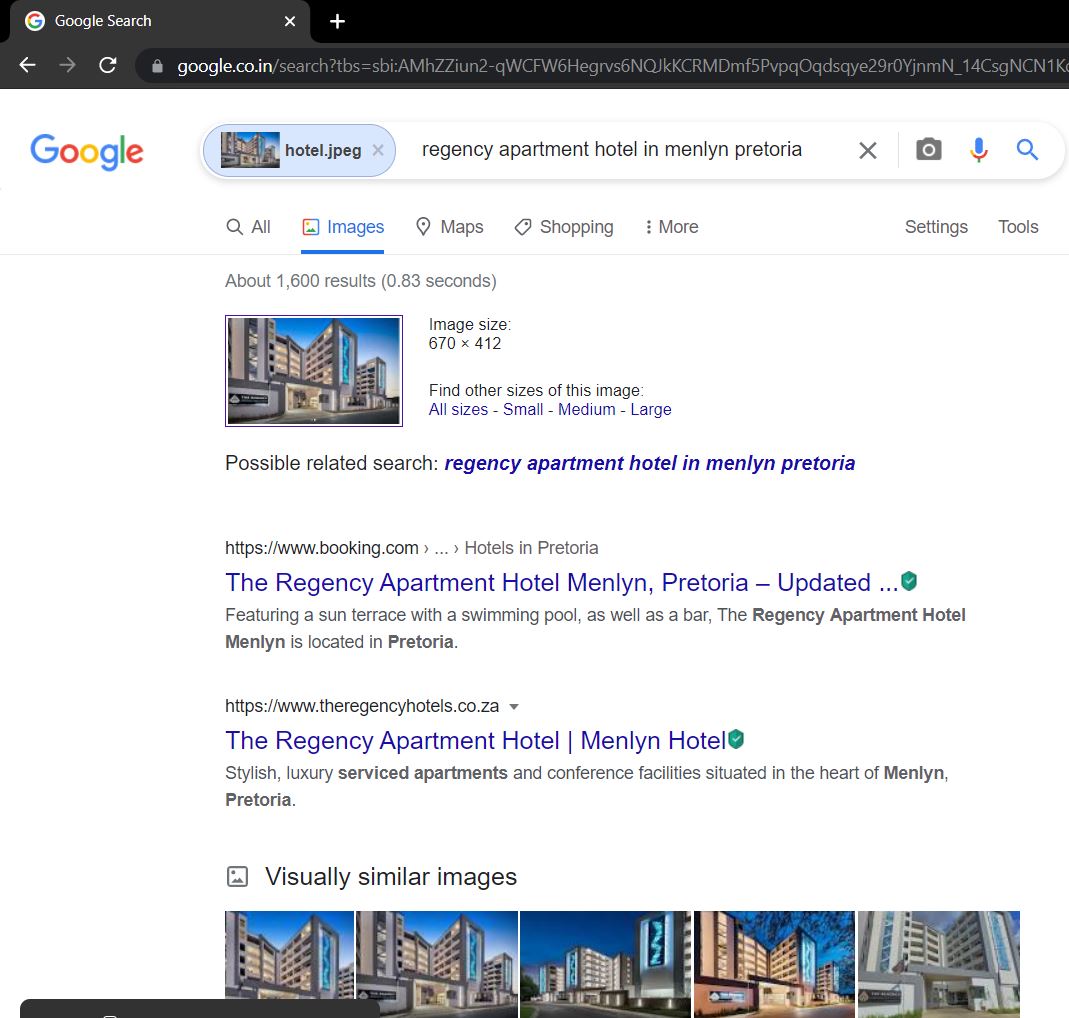 Google Search
google.co.in/search?tbs=sbi:AMhZZiun2-qWCFW6Hegrvs6NQJkKCRMDmf5PvpqOqdsqye29r0YjnmN_14CsgNCN1K
Google
hotel.jpeg
regency apartment hotel in menlyn pretoria
All
Images
Maps
Shopping
More
Settings
Tools
About 1,600 results (0.83 seconds)
Image size:
670 × 412
Find other sizes of this image:
All sizes - Small - Medium - Large
Possible related search: regency apartment hotel in menlyn pretoria
https://www.booking.com › ... › Hotels in Pretoria
The Regency Apartment Hotel Menlyn, Pretoria – Updated ...
Featuring a sun terrace with a swimming pool, as well as a bar, The Regency Apartment Hotel
Menlyn is located in Pretoria.
https://www.theregencyhotels.co.za
The Regency Apartment Hotel | Menlyn Hotel
Stylish, luxury serviced apartments and conference facilities situated in the heart of Menlyn,
Pretoria.
Visually similar images